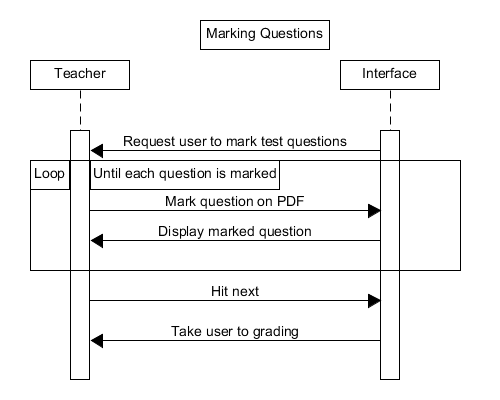 Marking Questions
Teacher
Interface
Request user to mark test questions
Loop
Until each question is marked
Mark question on PDF
Display marked question
Hit next
Take user to grading